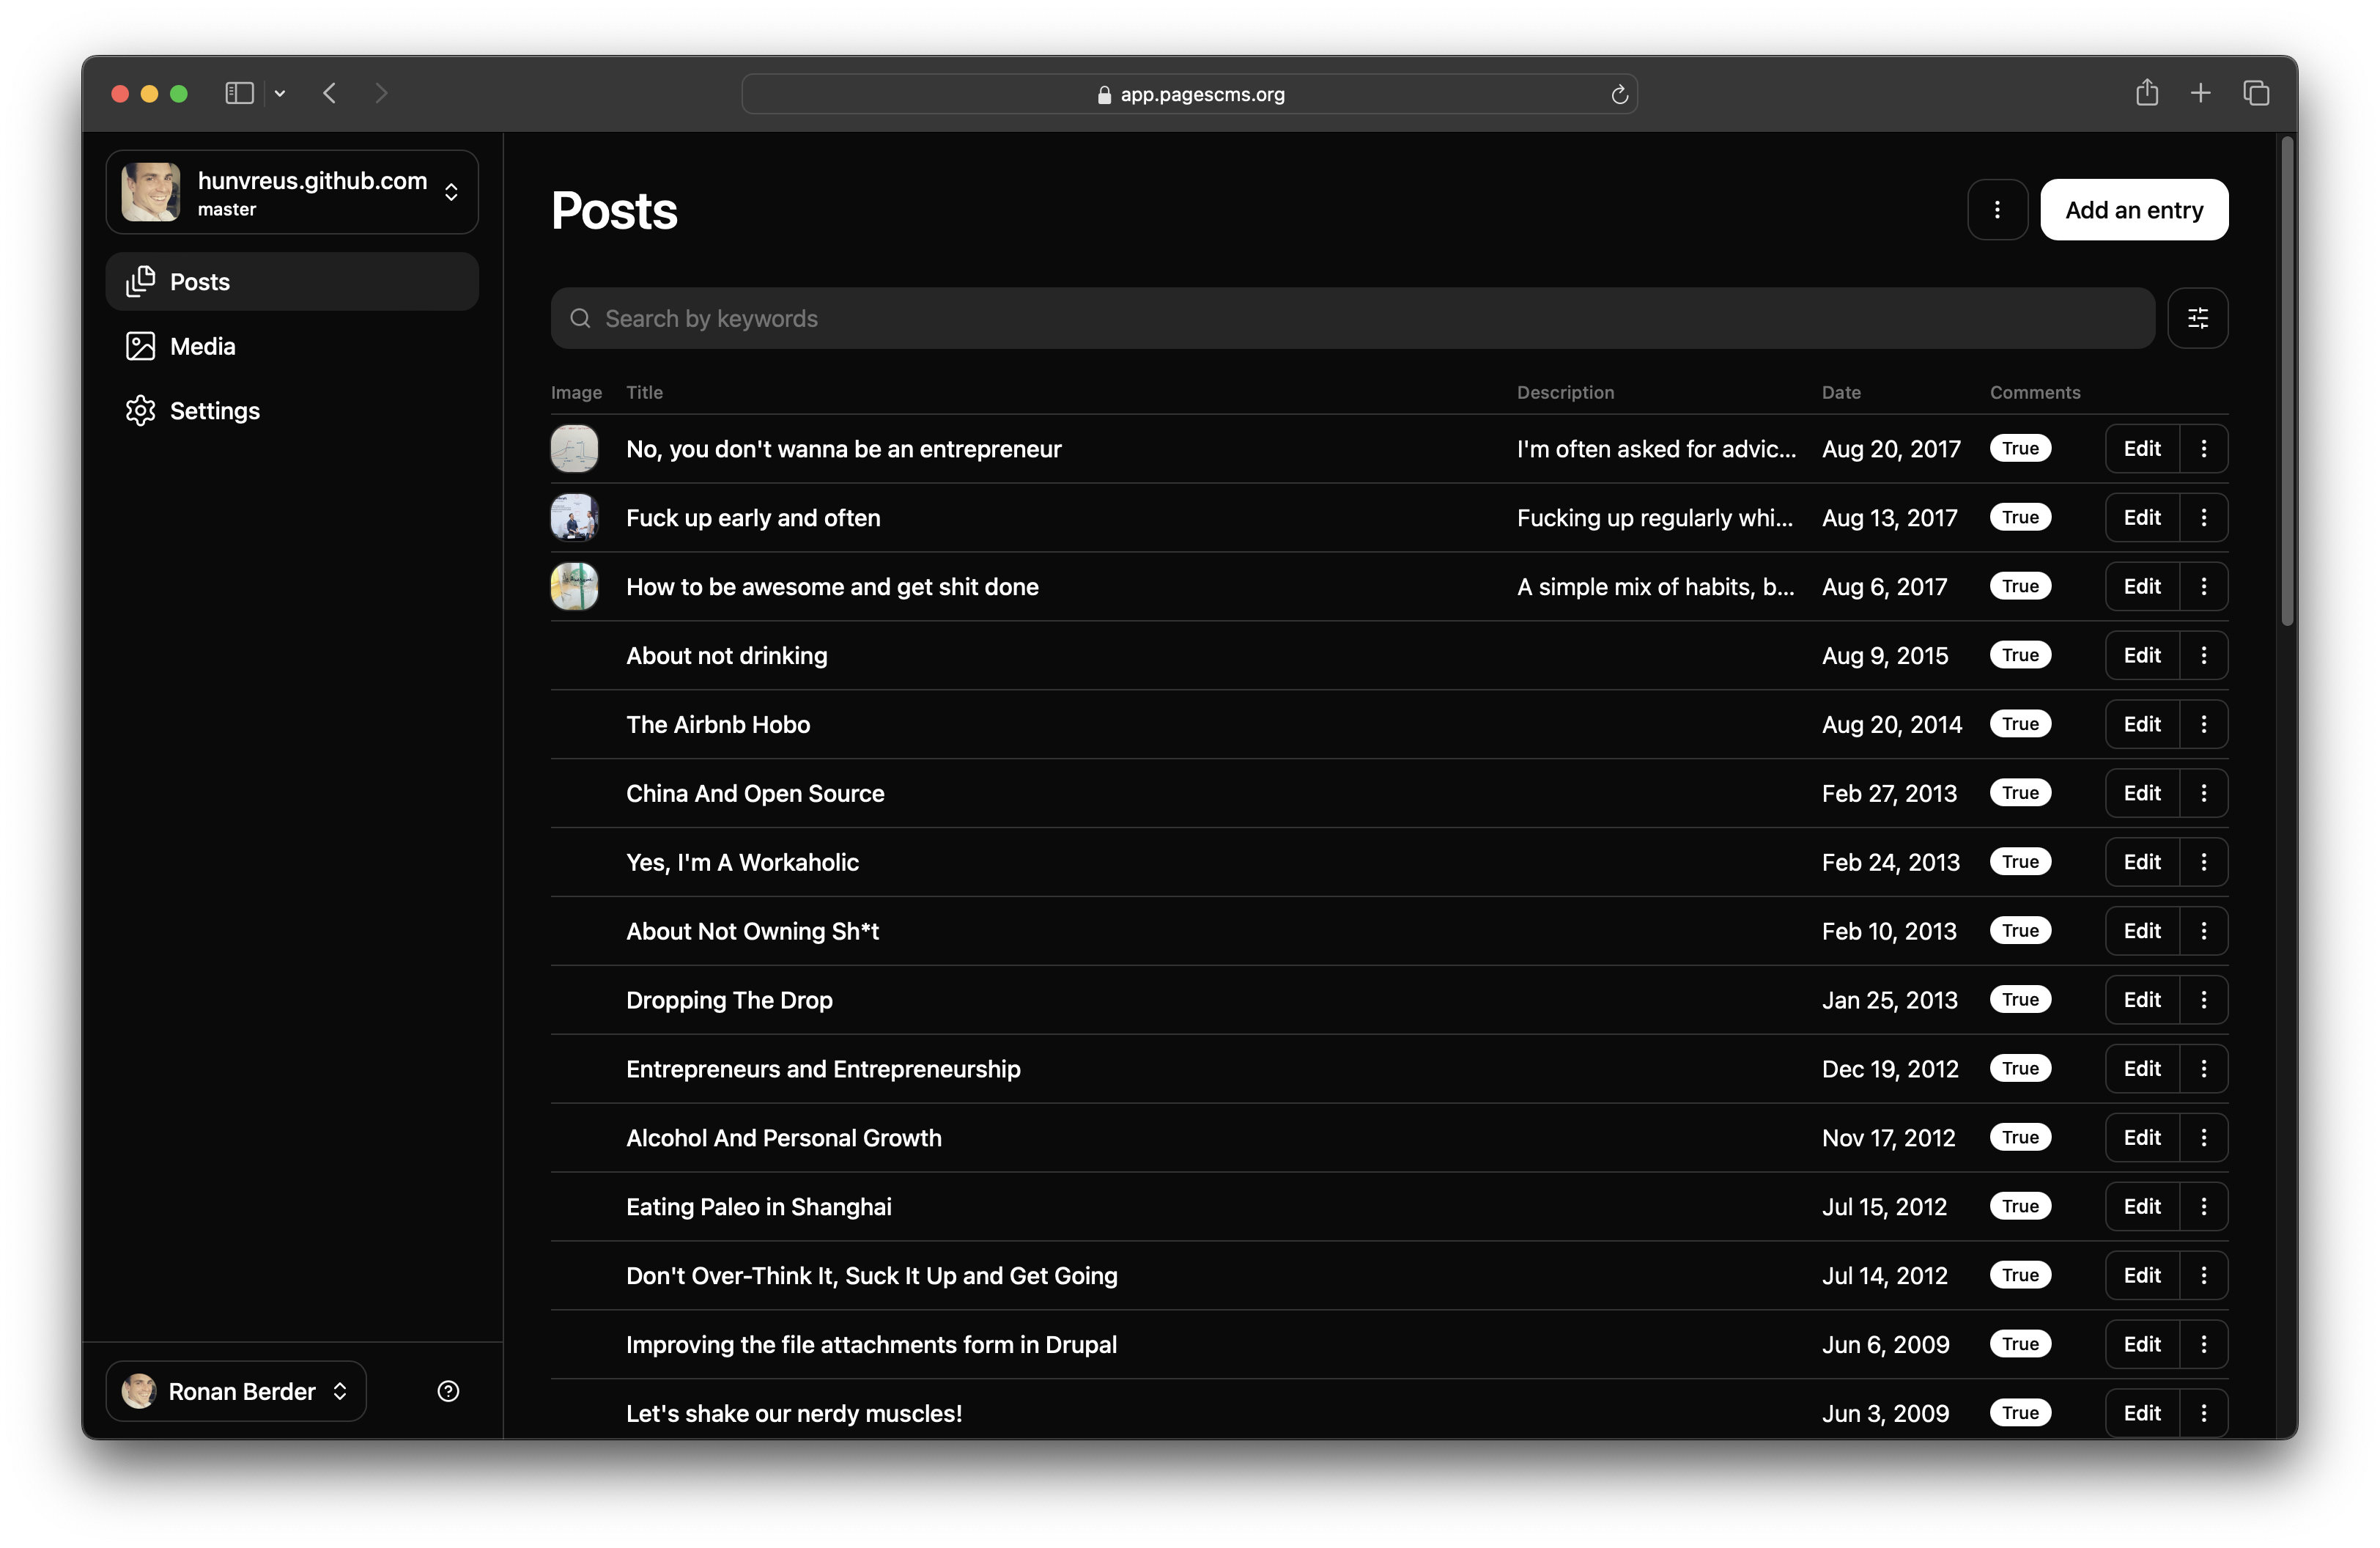 app.pagescms.org
hunvreus.github.com
master
Posts
Media
Settings
Ronan Berder
Posts
Add an entry
Search by keywords
Image Title Description Date Comments
No, you don't wanna be an entrepreneur I'm often asked for advic... Aug 20, 2017 True Edit
Fuck up early and often Fucking up regularly whi... Aug 13, 2017 True Edit
How to be awesome and get shit done A simple mix of habits, b... Aug 6, 2017 True Edit
About not drinking Aug 9, 2015 True Edit
The Airbnb Hobo Aug 20, 2014 True Edit
China And Open Source Feb 27, 2013 True Edit
Yes, I'm A Workaholic Feb 24, 2013 True Edit
About Not Owning Sh*t Feb 10, 2013 True Edit
Dropping The Drop Jan 25, 2013 True Edit
Entrepreneurs and Entrepreneurship Dec 19, 2012 True Edit
Alcohol And Personal Growth Nov 17, 2012 True Edit
Eating Paleo in Shanghai Jul 15, 2012 True Edit
Don't Over-Think It, Suck It Up and Get Going Jul 14, 2012 True Edit
Improving the file attachments form in Drupal Jun 6, 2009 True Edit
Let's shake our nerdy muscles! Jun 3, 2009 True Edit